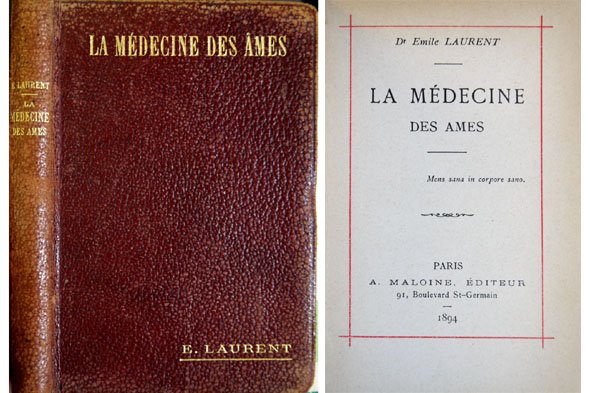 LA MÉDECINE DES ÂMES
E. LAURENT
LA
MÉDECINE
DES AMES
E. LAURENT
Dr Emile LAURENT
LA MÉDECINE
DES AMES
Mens sana in corpore sano.
PARIS
A. MALOINE, ÉDITEUR
91, Boulevard St-Germain
1894